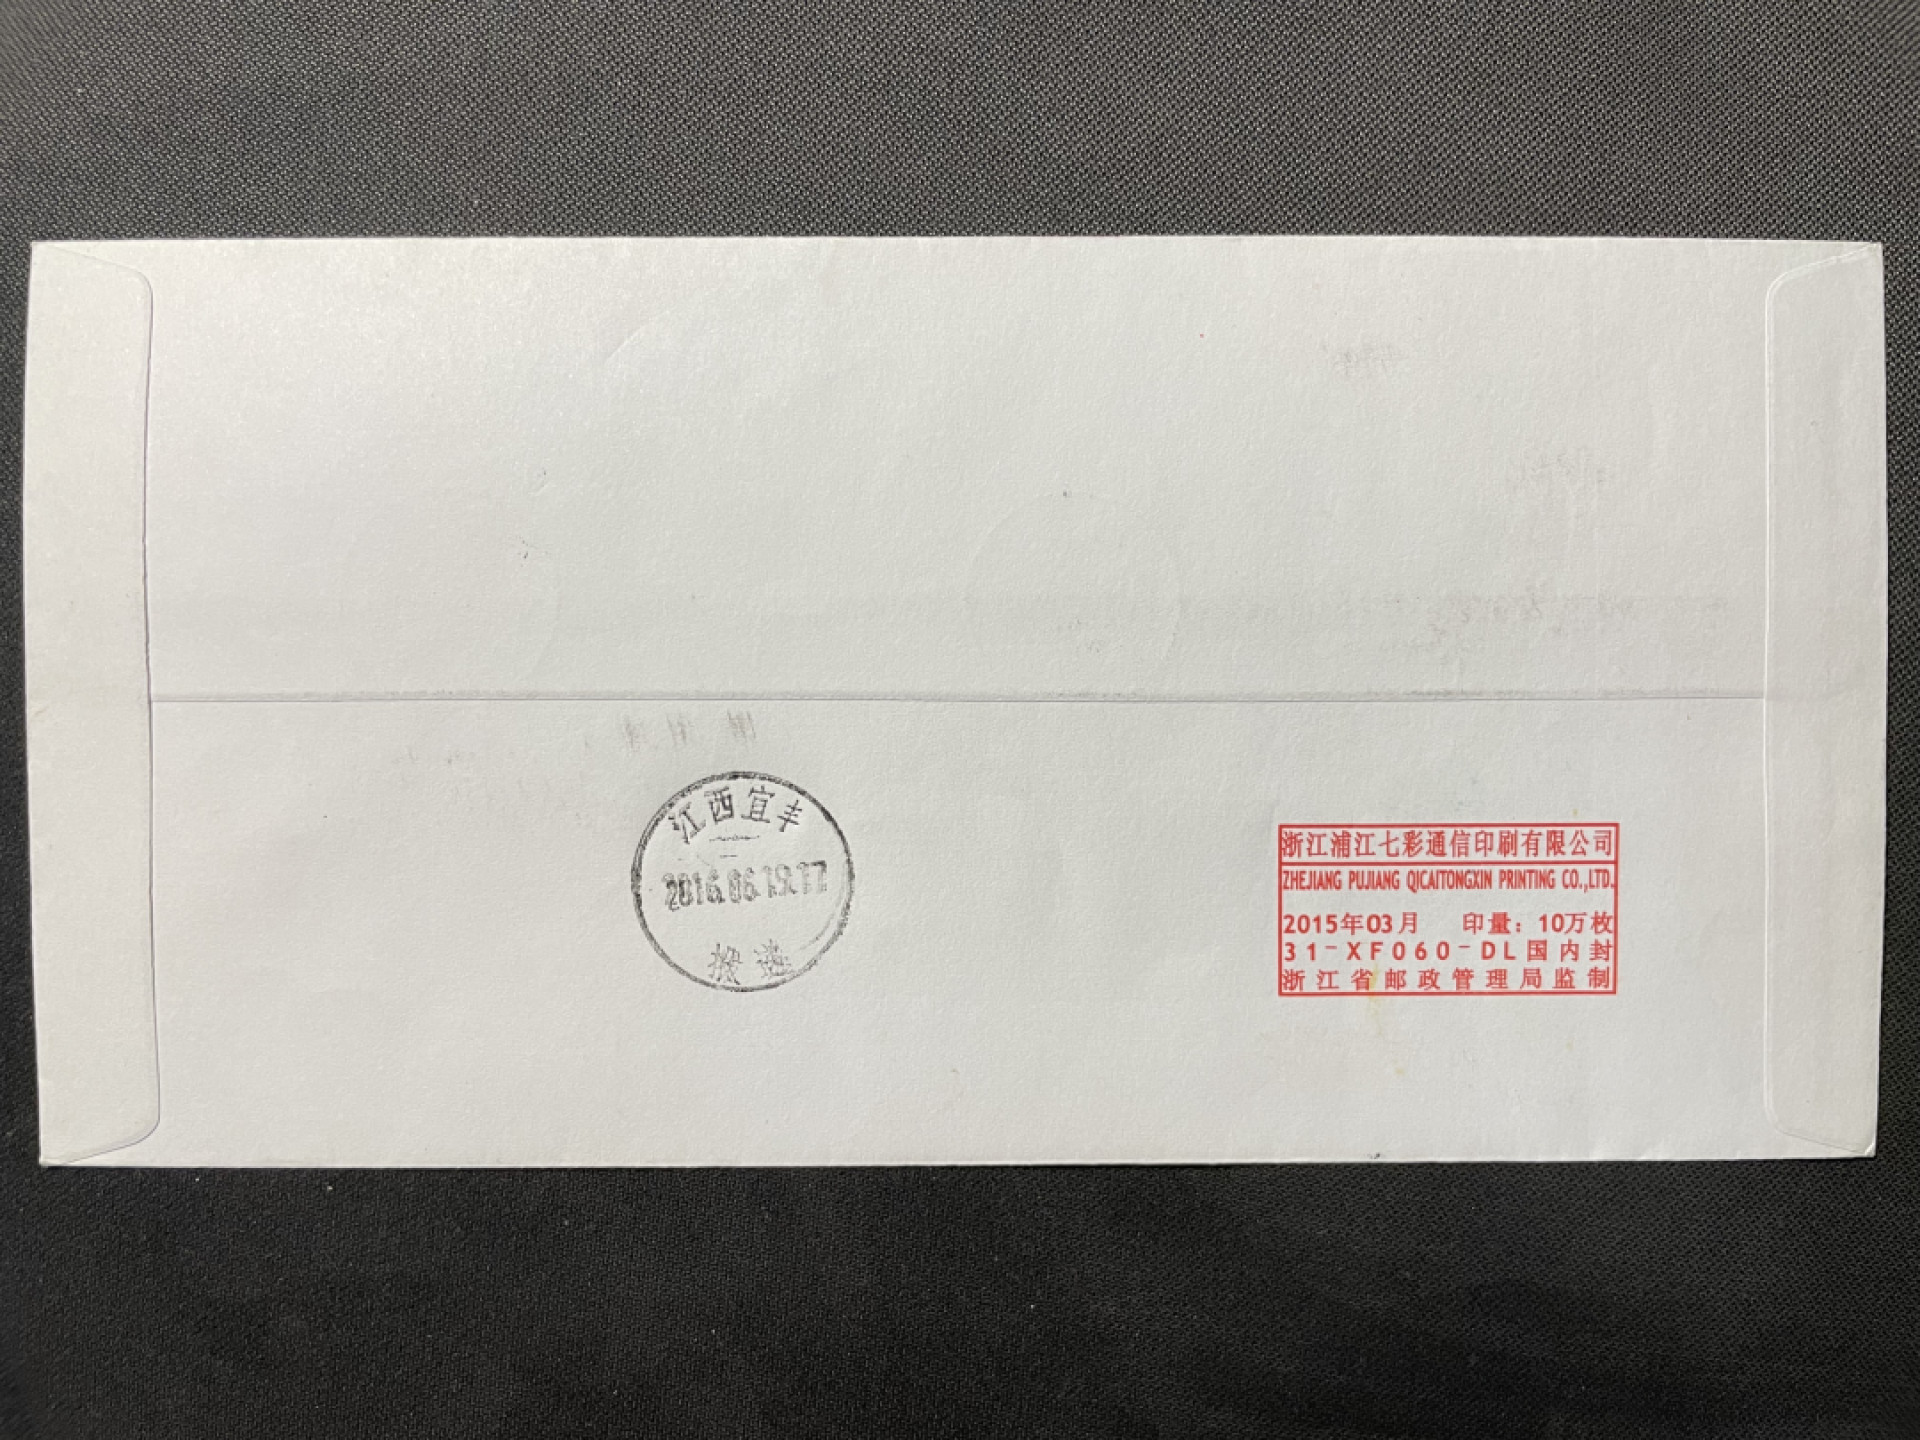 江西宜丰
2016.06.19.17
投递
浙江浦江七彩通信印刷有限公司
ZHEJIANG PUJIANG QICAITONGXIN PRINTING CO.,LTD.
2015年03月 印量：10万枚
31-XF060-DL国内封
浙江省邮政管理局监制